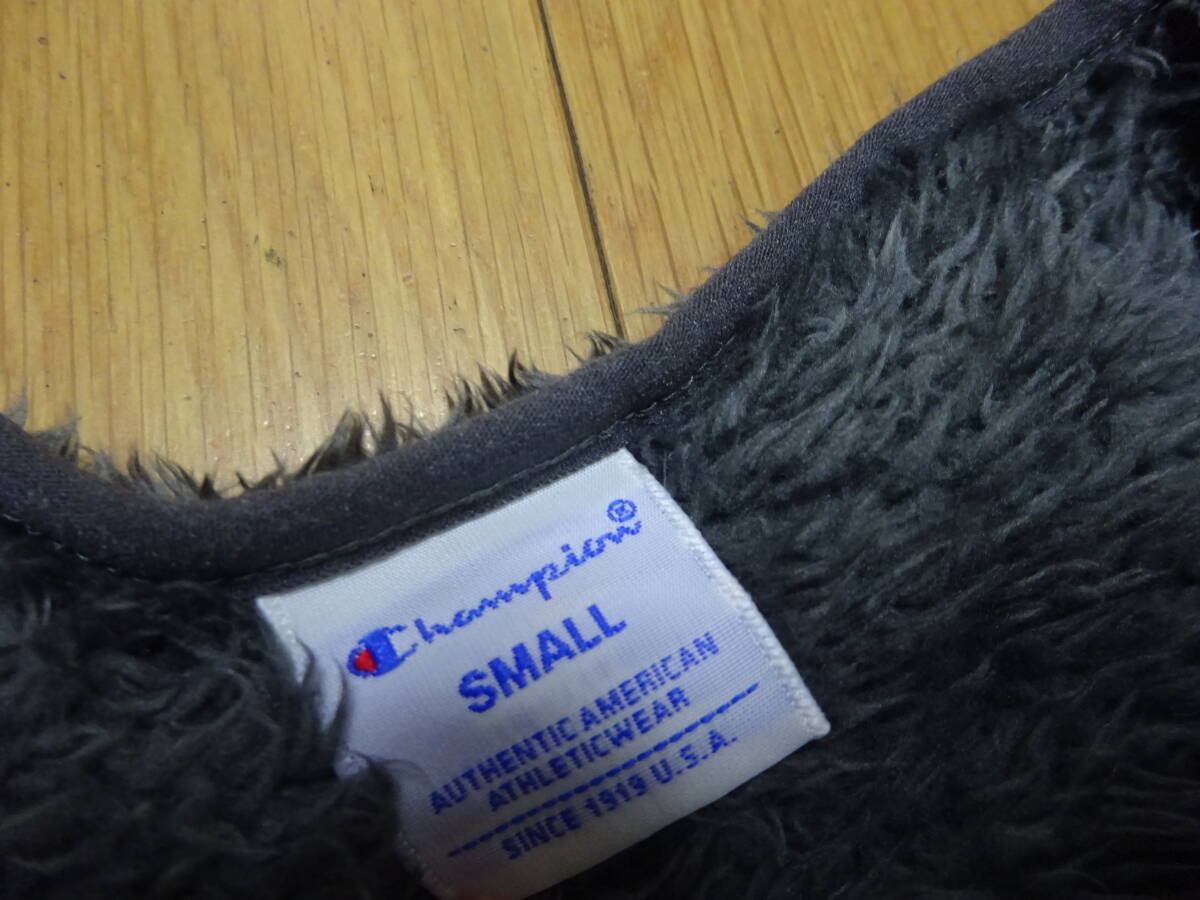 Champion®
SMALL
AUTHENTIC AMERICAN
ATHLETICWEAR
SINCE 1919 U.S.A.